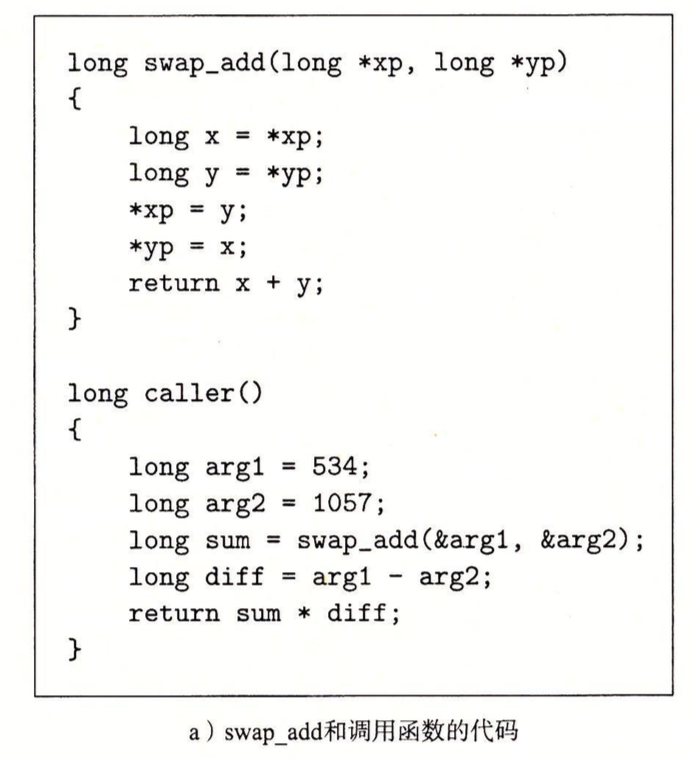 long swap_add(long *xp, long *yp)
{
    long x = *xp;
    long y = *yp;
    *xp = y;
    *yp = x;
    return x + y;
}

long caller()
{
    long arg1 = 534;
    long arg2 = 1057;
    long sum = swap_add(&arg1, &arg2);
    long diff = arg1 - arg2;
    return sum * diff;
}
a）swap_add和调用函数的代码